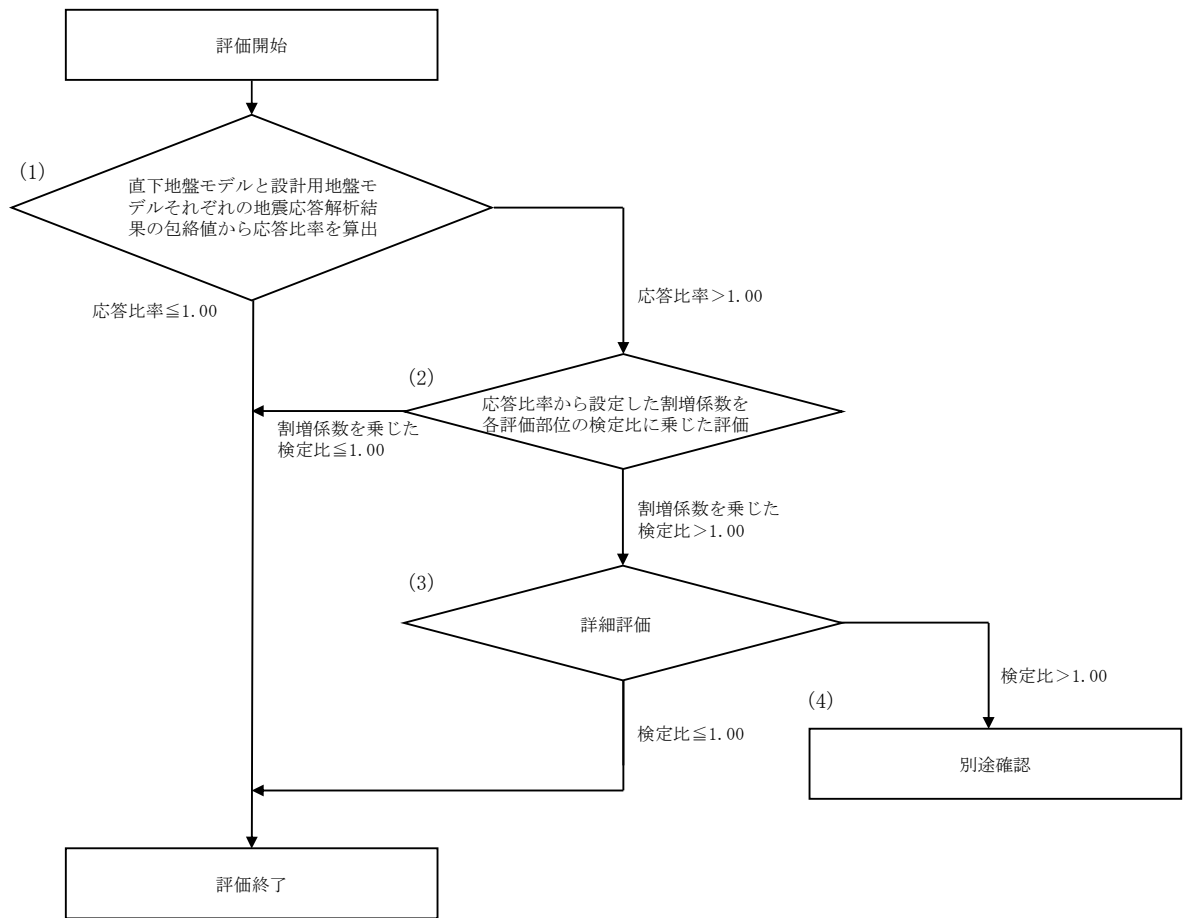 評価開始
(1)
直下地盤モデルと設計用地盤モ
デルそれぞれの地震応答解析結
果の包絡値から応答比率を算出
応答比率≦1.00
応答比率＞1.00
(2)
応答比率から設定した割増係数を
各評価部位の検定比に乗じた評価
割増係数を乗じた
検定比≦1.00
割増係数を乗じた
検定比＞1.00
(3)
詳細評価
検定比＞1.00
検定比≦1.00
(4)
別途確認
評価終了